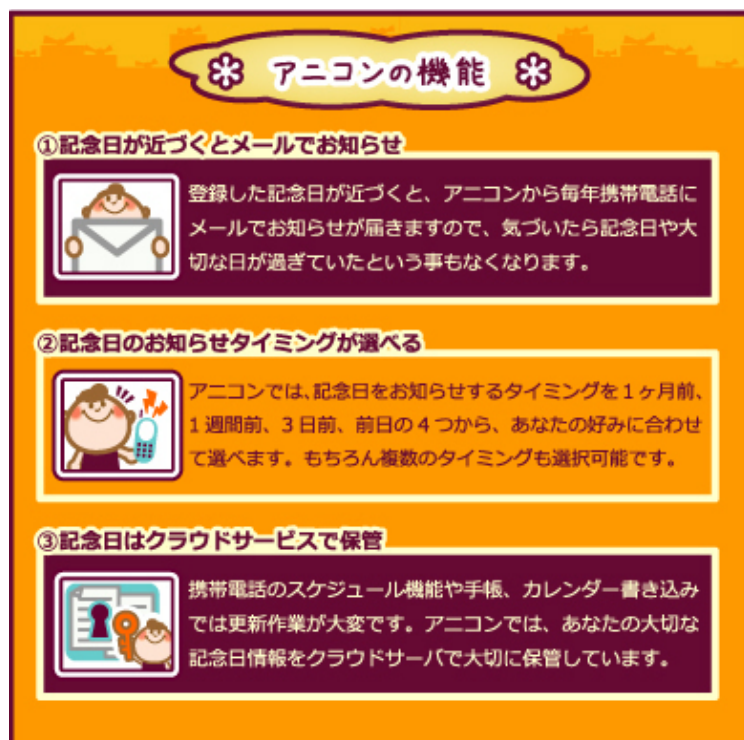 アニコンの機能
①記念日が近づくとメールでお知らせ
登録した記念日が近づくと、アニコンから毎年携帯電話に
メールでお知らせが届きますので、気づいたら記念日や大
切な日が過ぎていたという事もなくなります。
②記念日のお知らせタイミングが選べる
アニコンでは、記念日をお知らせするタイミングを1ヶ月前、
1週間前、3日前、前日の4つから、あなたの好みに合わせ
て選べます。もちろん複数のタイミングも選択可能です。
③記念日はクラウドサービスで保管
携帯電話のスケジュール機能や手帳、カレンダー書き込み
では更新作業が大変です。アニコンでは、あなたの大切な
記念日情報をクラウドサーバで大切に保管しています。